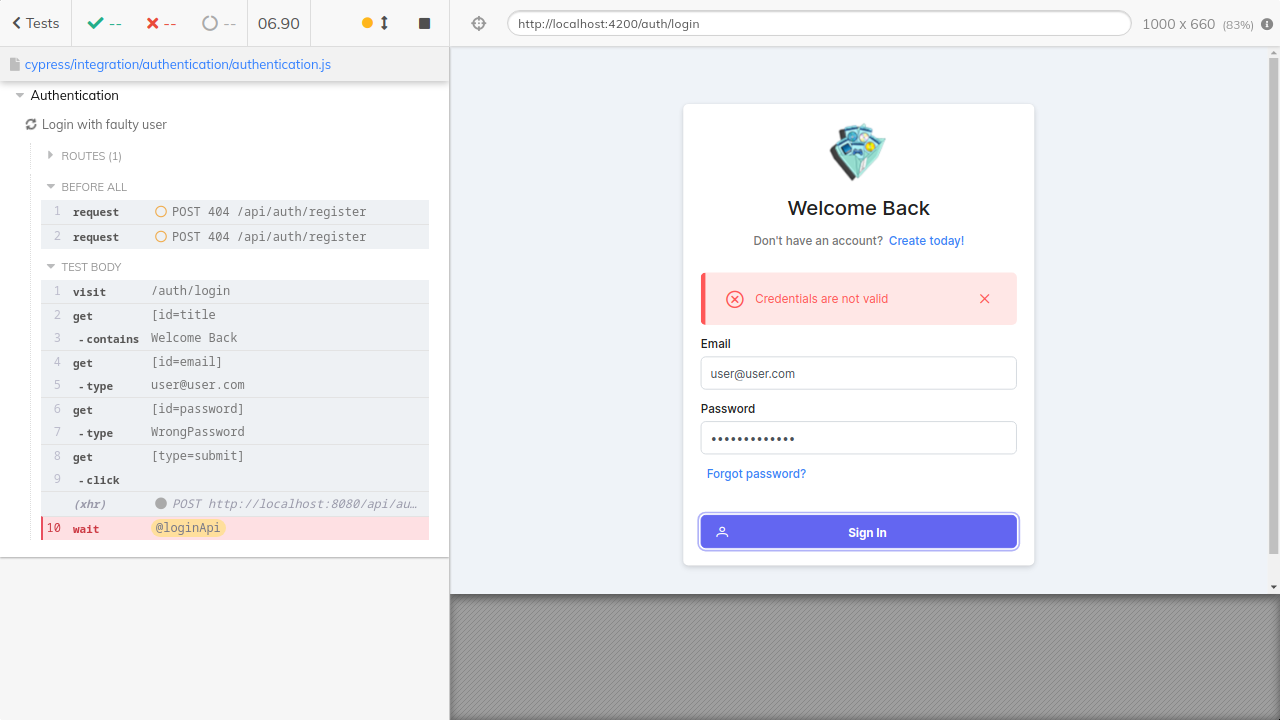 Tests
--
--
--
06.90
http://localhost:4200/auth/login
1000 x 660 (83%)
cypress/integration/authentication/authentication.js
Authentication
Login with faulty user
ROUTES (1)
BEFORE ALL
1 request POST 404 /api/auth/register
2 request POST 404 /api/auth/register
TEST BODY
1 visit /auth/login
2 get [id=title
3 -contains Welcome Back
4 get [id=email]
5 -type user@user.com
6 get [id=password]
7 -type WrongPassword
8 get [type=submit]
9 -click
(xhr) POST http://localhost:8080/api/au…
10 wait @loginApi
Welcome Back
Don't have an account? Create today!
Credentials are not valid
Email
user@user.com
Password
•••••••••••••
Forgot password?
Sign In